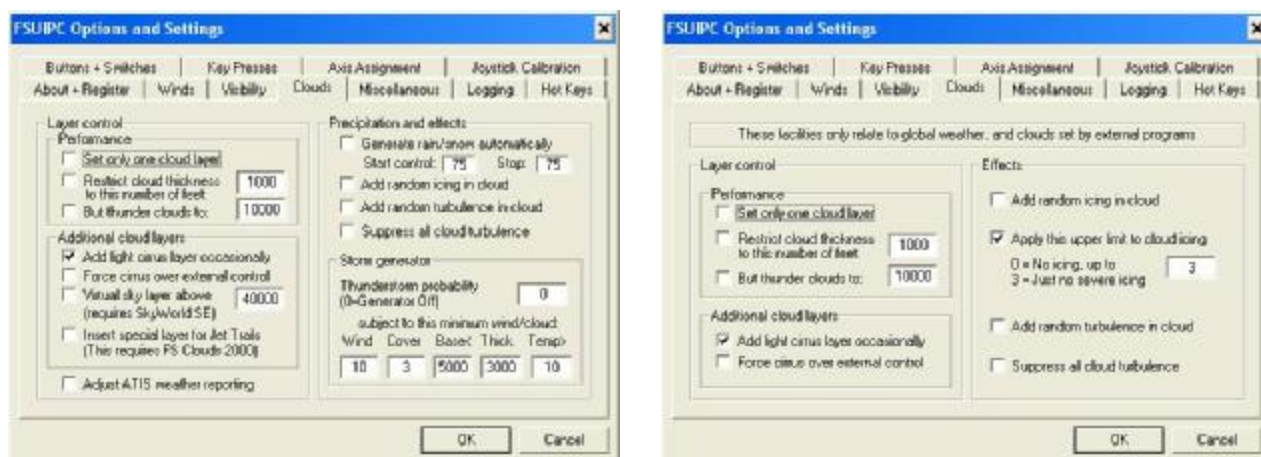 FSUIPC Options and Settings
Buttons + Switches Key Presses Axis Assignment Joystick Calibration
About + Register Winds Visibility Clouds Miscellaneous Logging Hot Keys
Layer control
Performance
Set only one cloud layer
Restrict cloud thickness
to this number of feet:
1000
But thunder clouds to:
10000
Additional cloud layers
Add light cirrus layer occasionally
Force cirrus over external control
Virtual sky layer above
(requires SkyWorld SE)
40000
Insert special layer for Jet Trails
(This requires FS Clouds 2000)
Adjust ATIS weather reporting
Precipitation and effects
Generate rain/snow automatically
Start control: 75 Stop: 75
Add random icing in cloud
Add random turbulence in cloud
Suppress all cloud turbulence
Storm generator
Thunderstorm probability
(0=Generator Off)
0
subject to this minimum wind/cloud:
Wind Cover Base< Thick Temp>
10 3 5000 3000 10
OK Cancel
FSUIPC Options and Settings
Buttons + Switches Key Presses Axis Assignment Joystick Calibration
About + Register Winds Visibility Clouds Miscellaneous Logging Hot Keys
These facilities only relate to global weather, and clouds set by external programs
Layer control
Performance
Set only one cloud layer
Restrict cloud thickness
to this number of feet:
1000
But thunder clouds to:
10000
Additional cloud layers
Add light cirrus layer occasionally
Force cirrus over external control
Effects
Add random icing in cloud
Apply this upper limit to cloud icing
0 = No icing, up to
3 = Just no severe icing
3
Add random turbulence in cloud
Suppress all cloud turbulence
OK Cancel